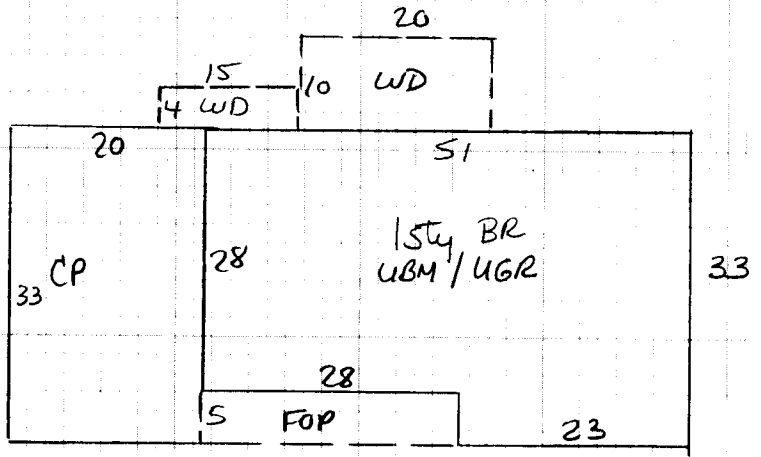 20
15
10 WD
4 WD
20
51
1Sty BR
UBM / UGR
28
33
33 CP
28
5 FOP
23